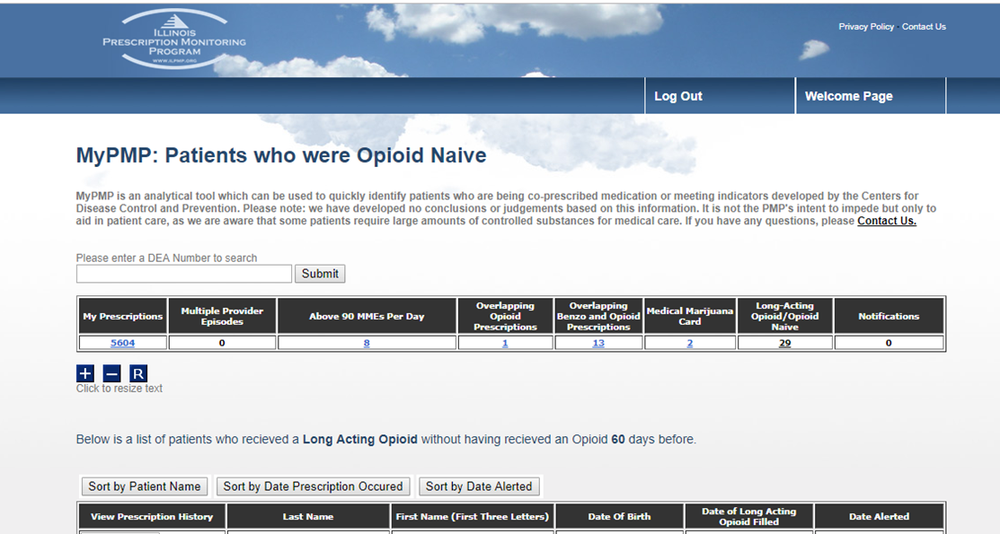 ILLINOIS
PRESCRIPTION MONITORING
PROGRAM
WWW.ILPMP.ORG
Privacy Policy · Contact Us
Log Out
Welcome Page
MyPMP: Patients who were Opioid Naive
MyPMP is an analytical tool which can be used to quickly identify patients who are being co-prescribed medication or meeting indicators developed by the Centers for
Disease Control and Prevention. Please note: we have developed no conclusions or judgements based on this information. It is not the PMP's intent to impede but only to
aid in patient care, as we are aware that some patients require large amounts of controlled substances for medical care. If you have any questions, please Contact Us.
Please enter a DEA Number to search
Submit
My Prescriptions
Multiple Provider
Episodes
Above 90 MMEs Per Day
Overlapping
Opioid
Prescriptions
Overlapping
Benzo and Opioid
Prescriptions
Medical Marijuana
Card
Long-Acting
Opioid/Opioid
Naive
Notifications
5604 0 8 1 13 2 29 0
+ − R
Click to resize text
Below is a list of patients who recieved a Long Acting Opioid without having recieved an Opioid 60 days before.
Sort by Patient Name
Sort by Date Prescription Occured
Sort by Date Alerted
View Prescription History
Last Name
First Name (First Three Letters)
Date Of Birth
Date of Long Acting
Opioid Filled
Date Alerted